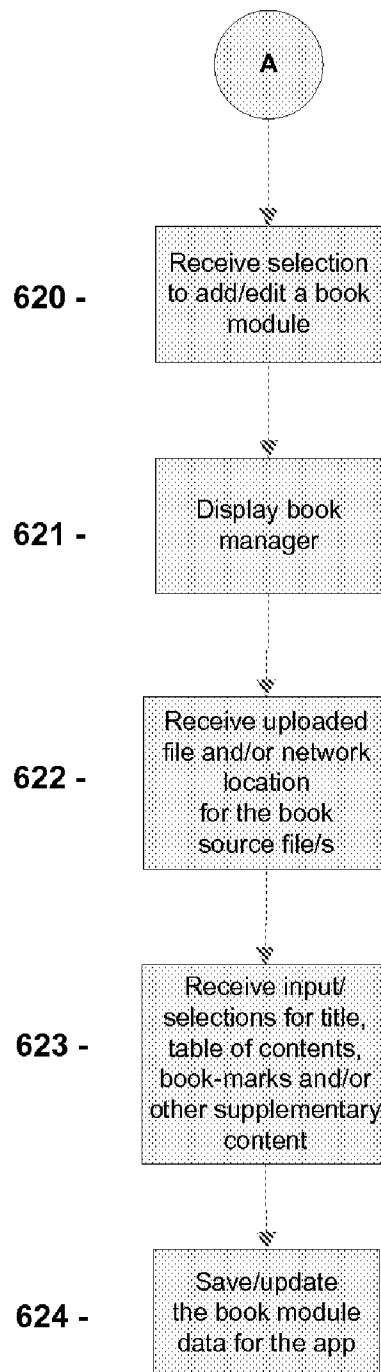 A
Receive selection
620 - to add/edit a book
module
Display book
621 - manager
Receive uploaded
file and/or network
622 - location
for the book
source file/s
Receive input/
selections for title,
623 - table of contents,
book-marks and/or
other supplementary
content
Save/update
624 - the book module
data for the app